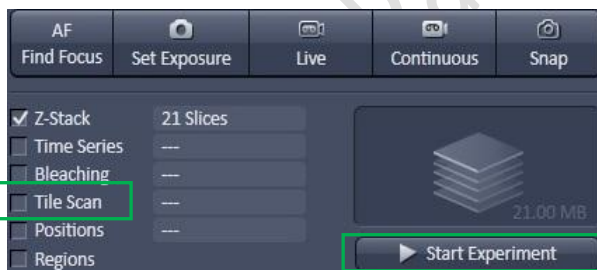 AF
Find Focus
Set Exposure
Live
Continuous
Snap
Z-Stack 21 Slices
Time Series ---
Bleaching ---
Tile Scan ---
Positions ---
Regions
21.00 MB
Start Experiment